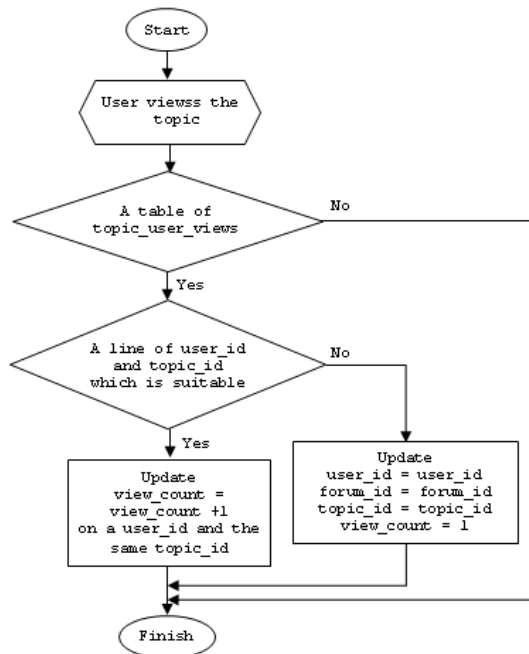 Start
User viewss the
topic
A table of
topic_user_views
No
Yes
A line of user_id
and topic_id
which is suitable
No
Yes
Update
view_count =
view_count +1
on a user_id and the
same topic_id
Update
user_id = user_id
forum_id = forum_id
topic_id = topic_id
view_count = 1
Finish